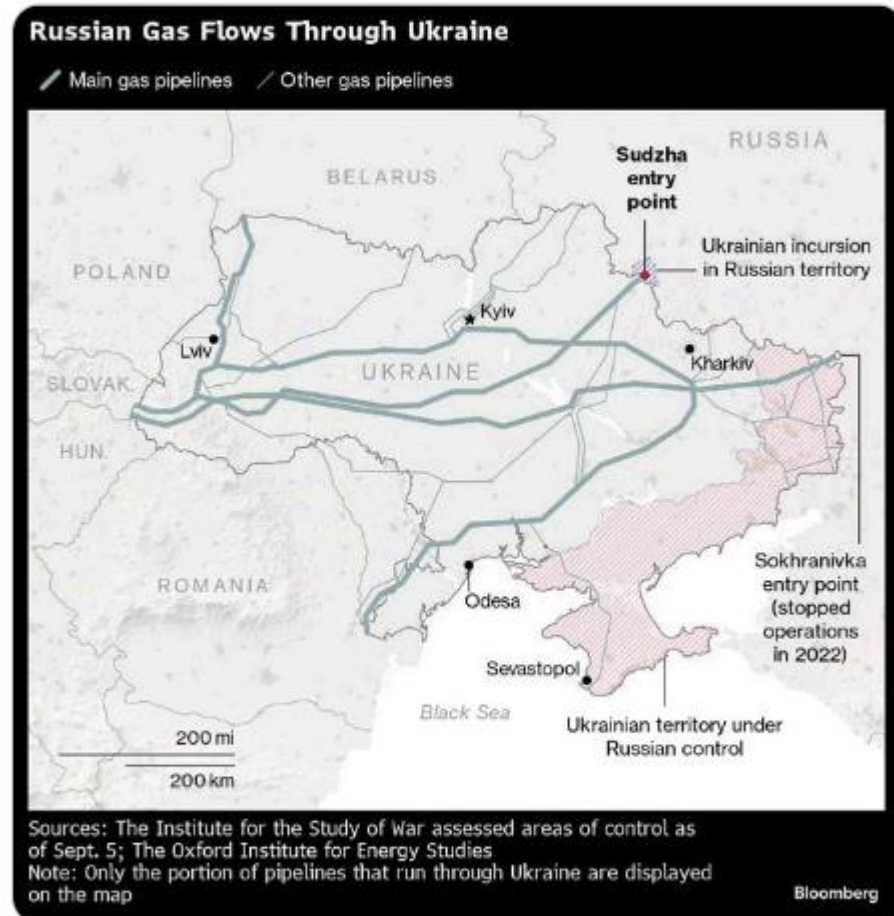 Russian Gas Flows Through Ukraine
Main gas pipelines
Other gas pipelines
RUSSIA
Sudzha
entry
point
BELARUS
Ukrainian incursion
in Russian territory
POLAND
Kyiv
Lviv
Kharkiv
UKRAINE
SLOVAK.
HUN.
Sokhranivka
entry point
(stopped
operations
in 2022)
ROMANIA
Odesa
Sevastopol
Black Sea
Ukrainian territory under
Russian control
200 mi
200 km
Sources: The Institute for the Study of War assessed areas of control as
of Sept. 5; The Oxford Institute for Energy Studies
Note: Only the portion of pipelines that run through Ukraine are displayed
on the map
Bloomberg